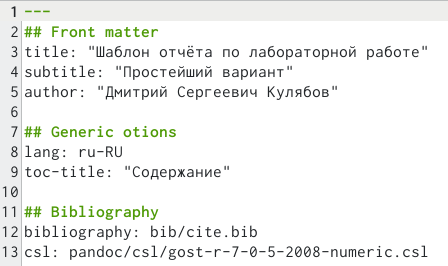 1 ---
2 ## Front matter
3 title: "Шаблон отчёта по лабораторной работе"
4 subtitle: "Простейший вариант"
5 author: "Дмитрий Сергеевич Кулябов"
6
7 ## Generic otions
8 lang: ru-RU
9 toc-title: "Содержание"
10
11 ## Bibliography
12 bibliography: bib/cite.bib
13 csl: pandoc/csl/gost-r-7-0-5-2008-numeric.csl